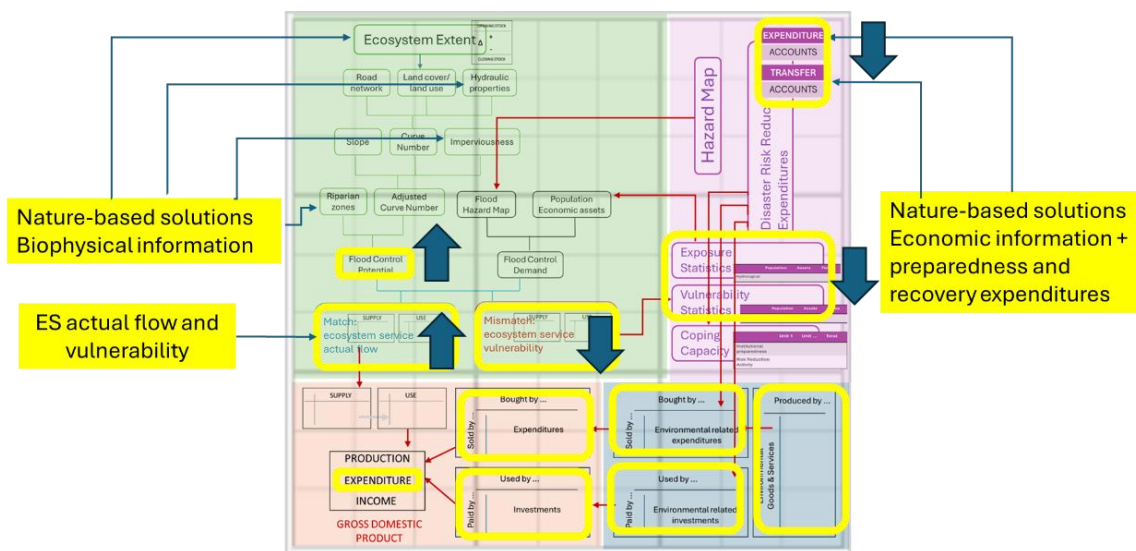 OPENING STOCK
Δ
+
-
CLOSING STOCK
Ecosystem Extent
Road
network
Land cover/
land use
Hydraulic
properties
Slope
Curve
Number
Imperviousness
Riparian
zones
Adjusted
Curve Number
Flood
Hazard Map
Population
Economic assets
Flood Control
Potential
Flood Control
Demand
SUPPLY
USE
Match:
ecosystem service
actual flow
SUPPLY
USE
Mismatch:
ecosystem service
vulnerability
Hazard Map
Expenditures
EXPENDITURE
ACCOUNTS
TRANSFER
ACCOUNTS
Exposure
Statistics
Population
Assets
Vulnerability
Statistics
Population
Assets
Coping
Capacity
Unit 1
Unit ...
Total
Institutional
preparedness
Risk Reduction
Activity
Nature-based solutions
Biophysical information
ES actual flow and
vulnerability
Nature-based solutions
Economic information +
preparedness and
recovery expenditures
SUPPLY
USE
PRODUCTION
EXPENDITURE
INCOME
GROSS DOMESTIC
PRODUCT
Bought by ...
Sold by ...
Expenditures
Used by ...
Paid by ...
Investments
Bought by ...
Sold by ...
Environmental related
expenditures
Used by ...
Paid by ...
Environmental related
investments
Produced by ...
Goods & Services